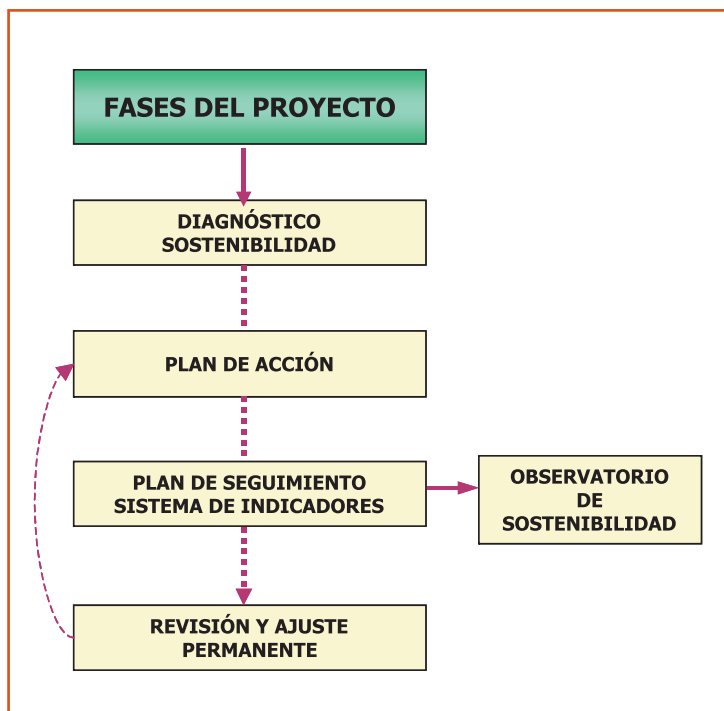 FASES DEL PROYECTO
DIAGNÓSTICO
SOSTENIBILIDAD
PLAN DE ACCIÓN
PLAN DE SEGUIMIENTO
SISTEMA DE INDICADORES
OBSERVATORIO
DE
SOSTENIBILIDAD
REVISIÓN Y AJUSTE
PERMANENTE